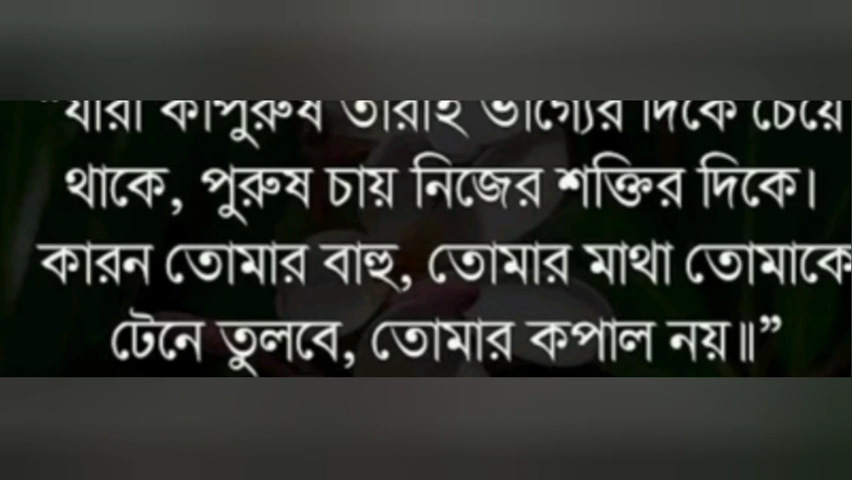 “যারা কাপুরুষ তারাই ভাগ্যের দিকে চেয়ে
থাকে, পুরুষ চায় নিজের শক্তির দিকে।
কারন তোমার বাহু, তোমার মাথা তোমাকে
টেনে তুলবে, তোমার কপাল নয়॥”